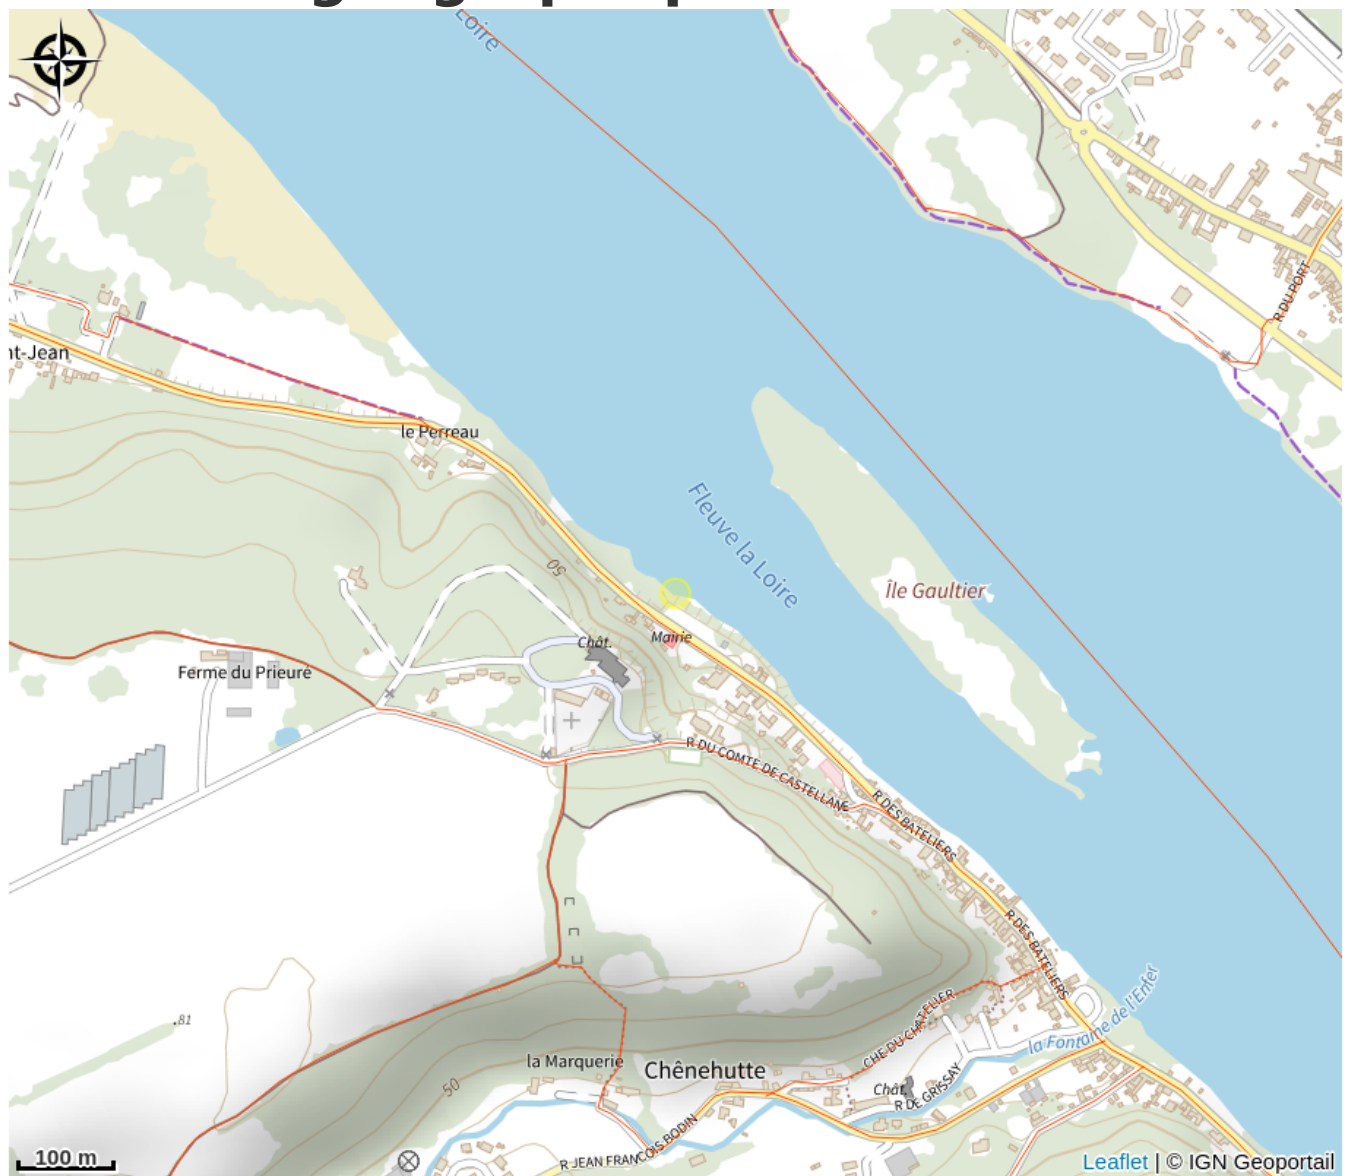 Loire
R DU PORT
nt-Jean
le Perreau
Fleuve la Loire
50
Île Gaultier
Mairie
Chât.
Ferme du Prieuré
R DU COMTE DE CASTELLANE
R DES BATELIERS
R DES BATELIERS
81
la Fontaine de l'Enfer
CHE DU CHATELIER
la Marquerie
Chênehutte
50
Chât.
R DE GRISSAY
R JEAN FRANCOIS BODIN
100 m
Leaflet | © IGN Geoportail